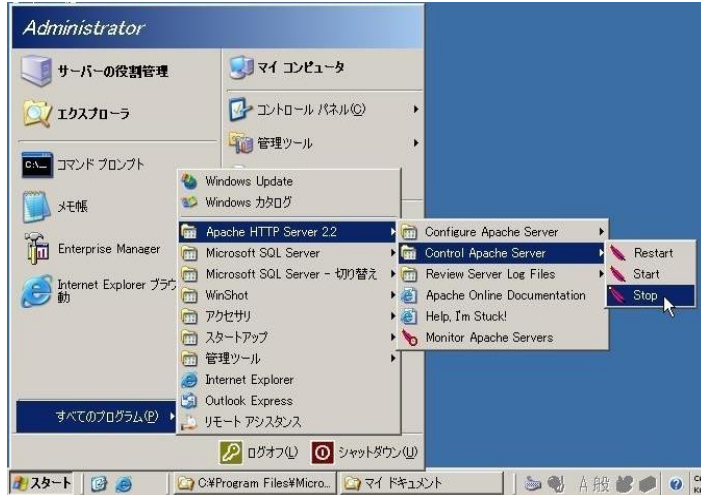 Administrator
サーバーの役割管理
エクスプローラ
コマンド プロンプト
メモ帳
Enterprise Manager
Internet Explorer ブラウ
動
すべてのプログラム(P)
マイ コンピュータ
コントロール パネル(C)
管理ツール
Windows Update
Windows カタログ
Apache HTTP Server 2.2
Microsoft SQL Server
Microsoft SQL Server - 切り替え
WinShot
アクセサリ
スタートアップ
管理ツール
Internet Explorer
Outlook Express
リモート アシスタンス
Configure Apache Server
Control Apache Server
Review Server Log Files
Apache Online Documentation
Help, I'm Stuck!
Monitor Apache Servers
Restart
Start
Stop
ログオフ(L)
シャットダウン(U)
スタート
C:¥Program Files¥Micro...
マイ ドキュメント
A 般